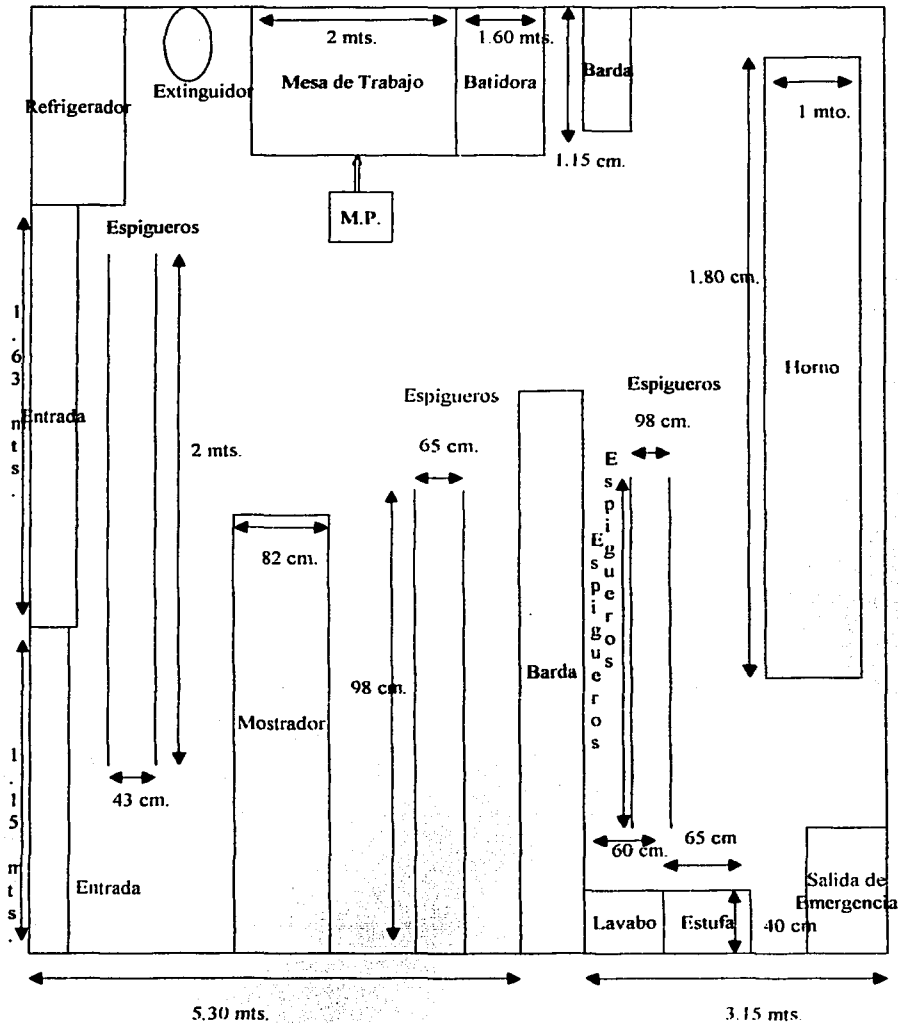 2 mts.
1.60 mts.
Mesa de Trabajo
Batidora
Barda
Refrigerador
Extinguidor
1 mto.
1.15 cm.
M.P.
Espigueros
1.80 cm.
1.63 mts.
Entrada
Horno
Espigueros
Espigueros
65 cm.
98 cm.
2 mts.
Espigueros
Espigueros
82 cm.
Barda
98 cm.
Mostrador
1.15 mts.
43 cm.
65 cm
60 cm.
Entrada
Salida de
Emergencia
Lavabo
Estufa
40 cm
5.30 mts.
3.15 mts.